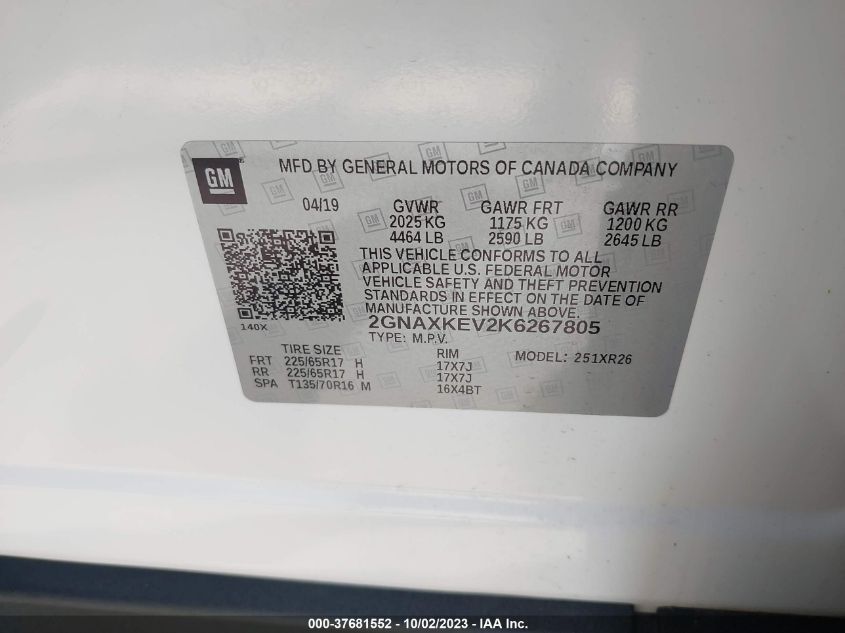 GM
MFD BY GENERAL MOTORS OF CANADA COMPANY
04/19 GVWR GAWR FRT GAWR RR
2025 KG 1175 KG 1200 KG
4464 LB 2590 LB 2645 LB
THIS VEHICLE CONFORMS TO ALL
APPLICABLE U.S. FEDERAL MOTOR
VEHICLE SAFETY AND THEFT PREVENTION
STANDARDS IN EFFECT ON THE DATE OF
MANUFACTURE SHOWN ABOVE.
140X
2GNAXKEV2K6267805
TYPE: M.P.V.
TIRE SIZE RIM MODEL: 251XR26
FRT 225/65R17 H 17X7J
RR 225/65R17 H 17X7J
SPA T135/70R16 M 16X4BT
000-37681552 - 10/02/2023 - IAA Inc.